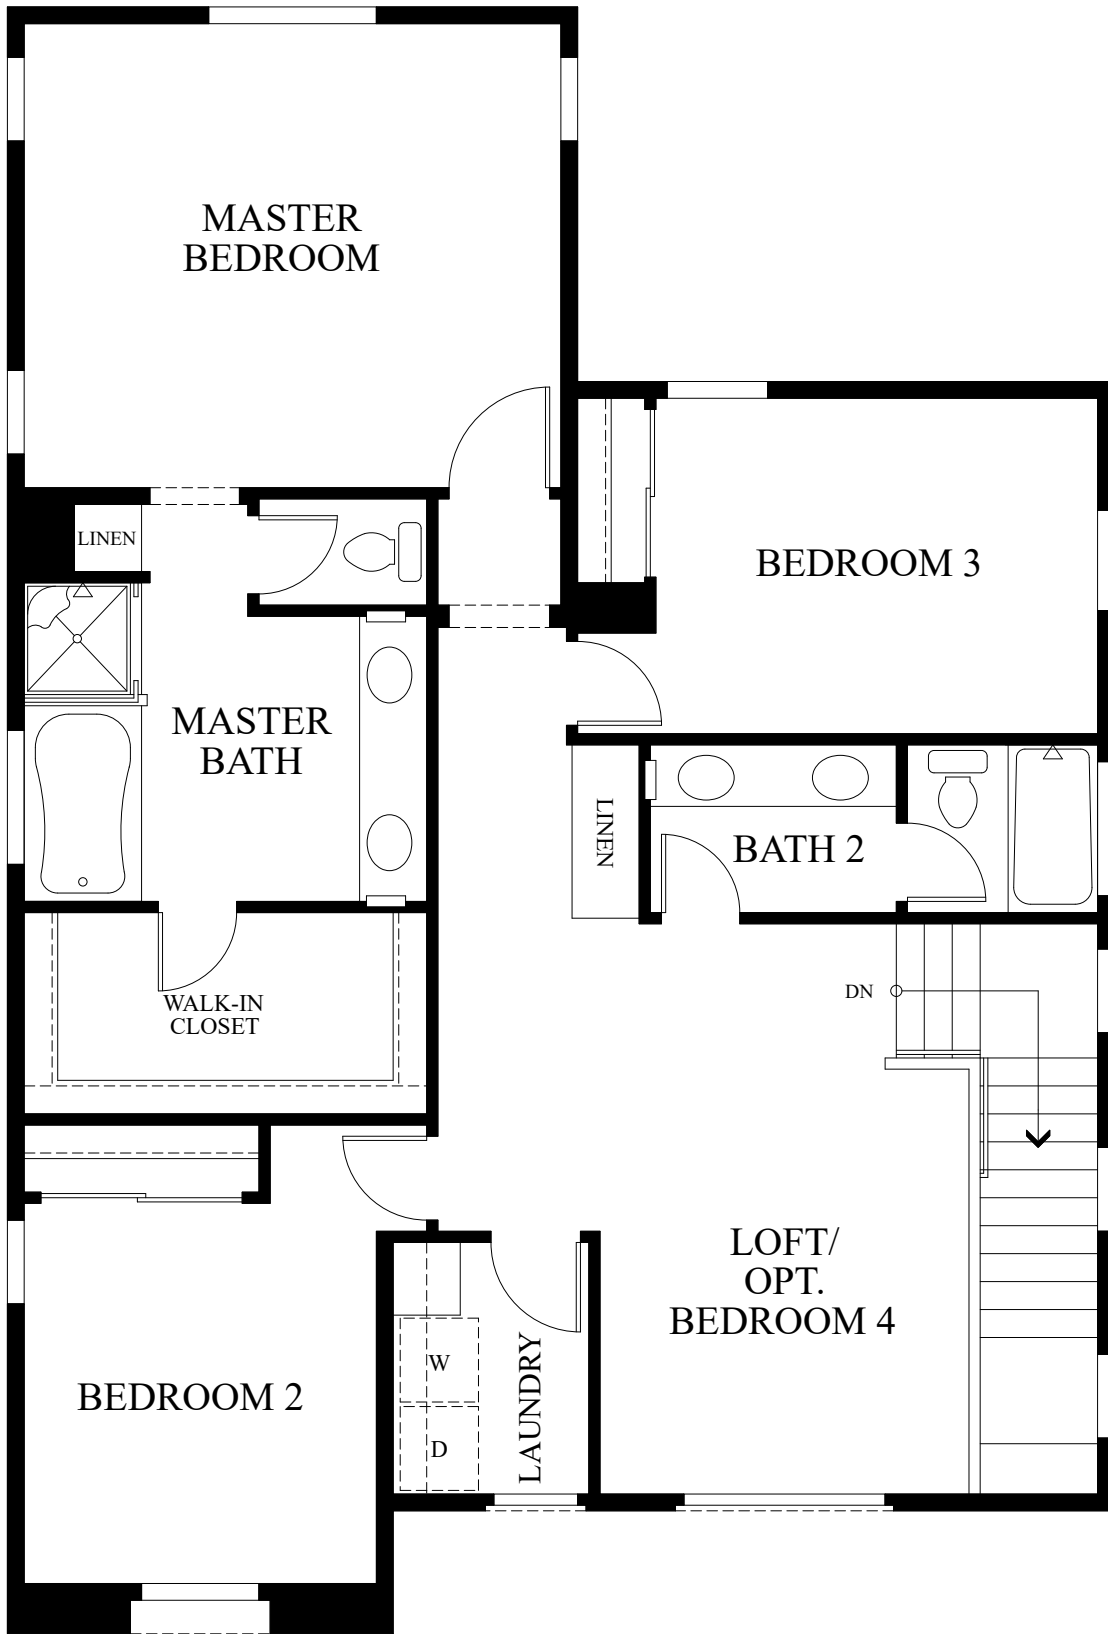 MASTER
BEDROOM
LINEN
BEDROOM 3
MASTER
BATH
LINEN
BATH 2
WALK-IN
CLOSET
DN
LOFT/
OPT.
BEDROOM 4
BEDROOM 2
W
D
LAUNDRY